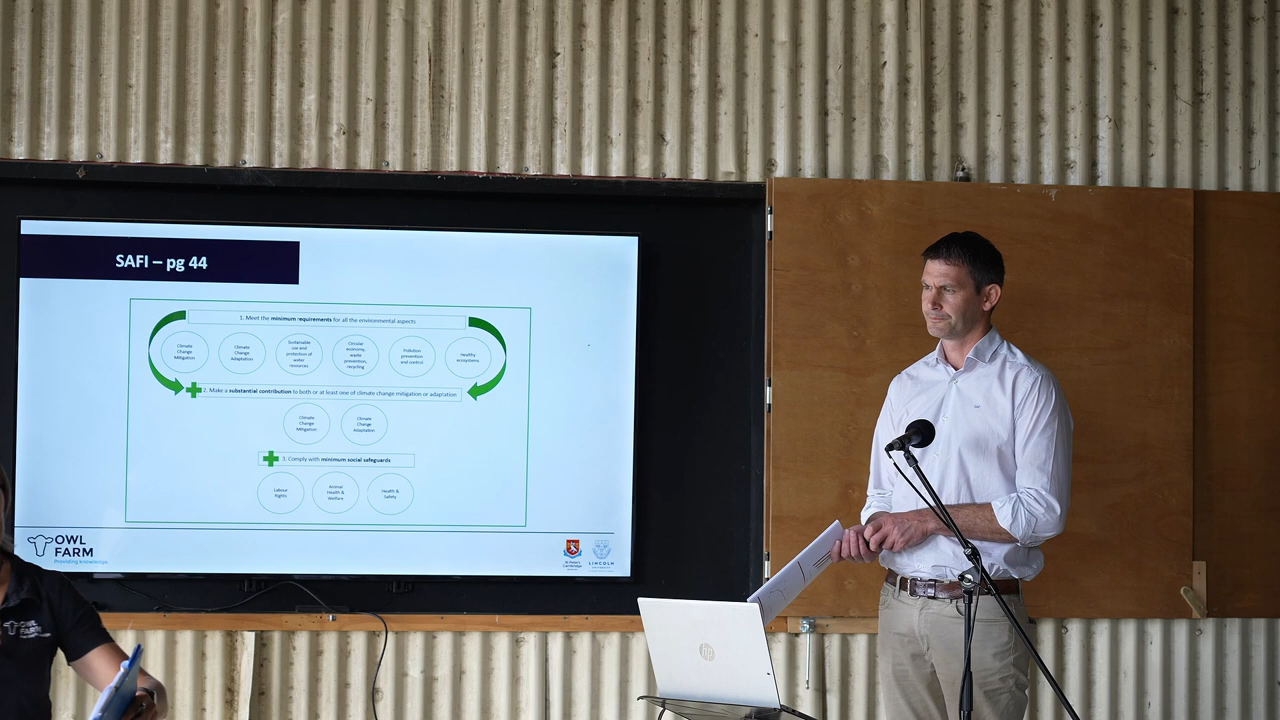 SAFI – pg 44
1. Meet the minimum requirements for all the environmental aspects
Climate
Change
Mitigation
Climate
Change
Adaptation
Sustainable
use and
protection of
water
resources
Circular
economy,
waste
prevention,
recycling
Pollution
prevention
and control
Healthy
ecosystems
2. Make a substantial contribution to both or at least one of climate change mitigation or adaptation
Climate
Change
Mitigation
Climate
Change
Adaptation
3. Comply with minimum social safeguards
Labour
Rights
Animal
Health &
Welfare
Health &
Safety
OWL
FARM
Providing knowledge
St Peter's
Cambridge
LINCOLN
UNIVERSITY
OWL
FARM
hp